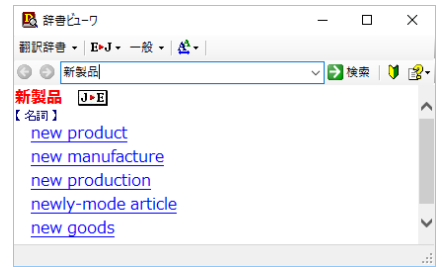 辞書ビューワ
翻訳辞書 E▶J 一般 A
新製品 検索
新製品 J▶E
【名詞】
new product
new manufacture
new production
newly-mode article
new goods